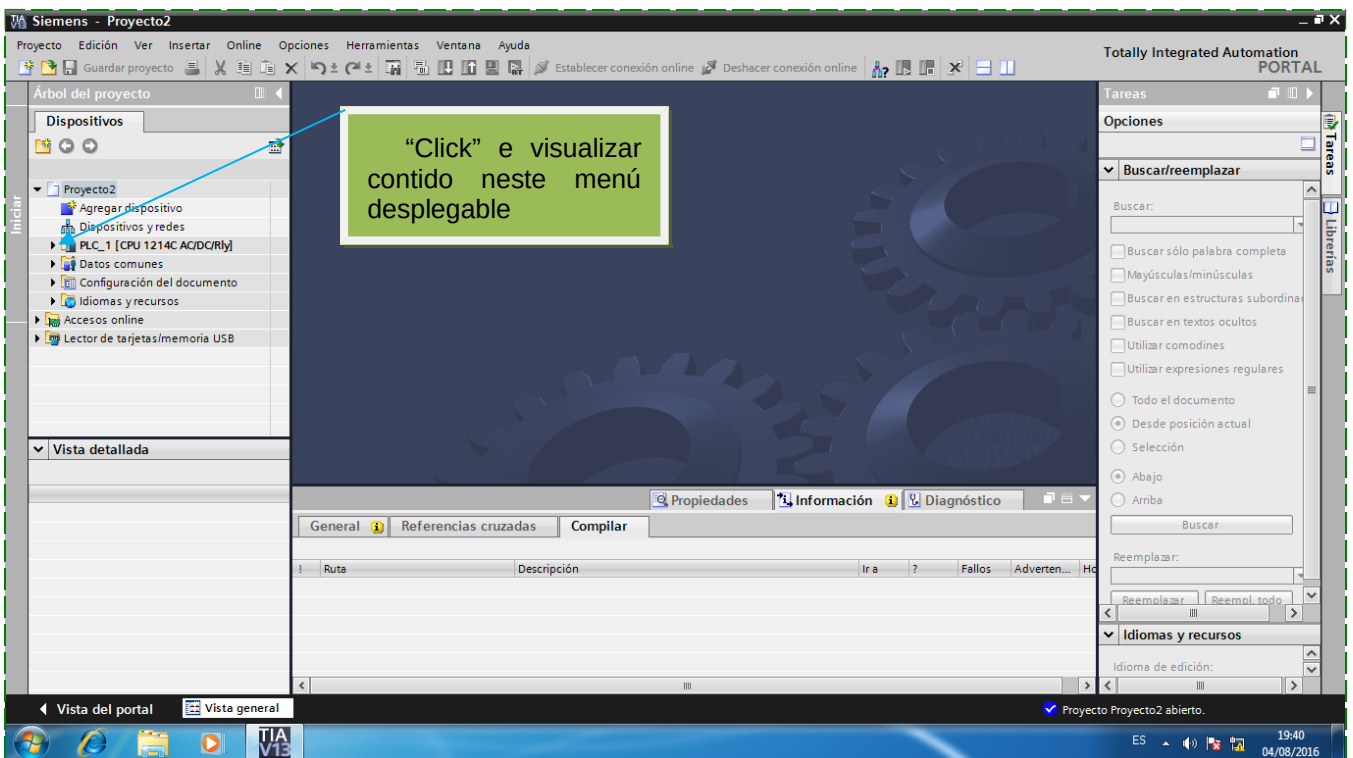 Siemens - Proyecto2
Proyecto Edición Ver Insertar Online Opciones Herramientas Ventana Ayuda
Totally Integrated Automation
PORTAL
Guardar proyecto
Establecer conexión online
Deshacer conexión online
Árbol del proyecto
Dispositivos
Iniciar
Proyecto2
Agregar dispositivo
Dispositivos y redes
PLC_1 [CPU 1214C AC/DC/Rly]
Datos comunes
Configuración del documento
Idiomas y recursos
Accesos online
Lector de tarjetas/memoria USB
Vista detallada
“Click” e visualizar
contido neste menú
desplegable
Propiedades
Información
Diagnóstico
General
Referencias cruzadas
Compilar
! Ruta Descripción Ir a ? Fallos Adverten... Ho
Tareas
Opciones
Buscar/reemplazar
Buscar:
Buscar sólo palabra completa
Mayúsculas/minúsculas
Buscar en estructuras subordina
Buscar en textos ocultos
Utilizar comodines
Utilizar expresiones regulares
Todo el documento
Desde posición actual
Selección
Abajo
Arriba
Buscar
Reemplazar:
Reemplazar Reempl. todo
Idiomas y recursos
Idioma de edición:
Tareas
Librerías
Vista del portal
Vista general
Proyecto Proyecto2 abierto.
TIA
V13
ES
19:40
04/08/2016